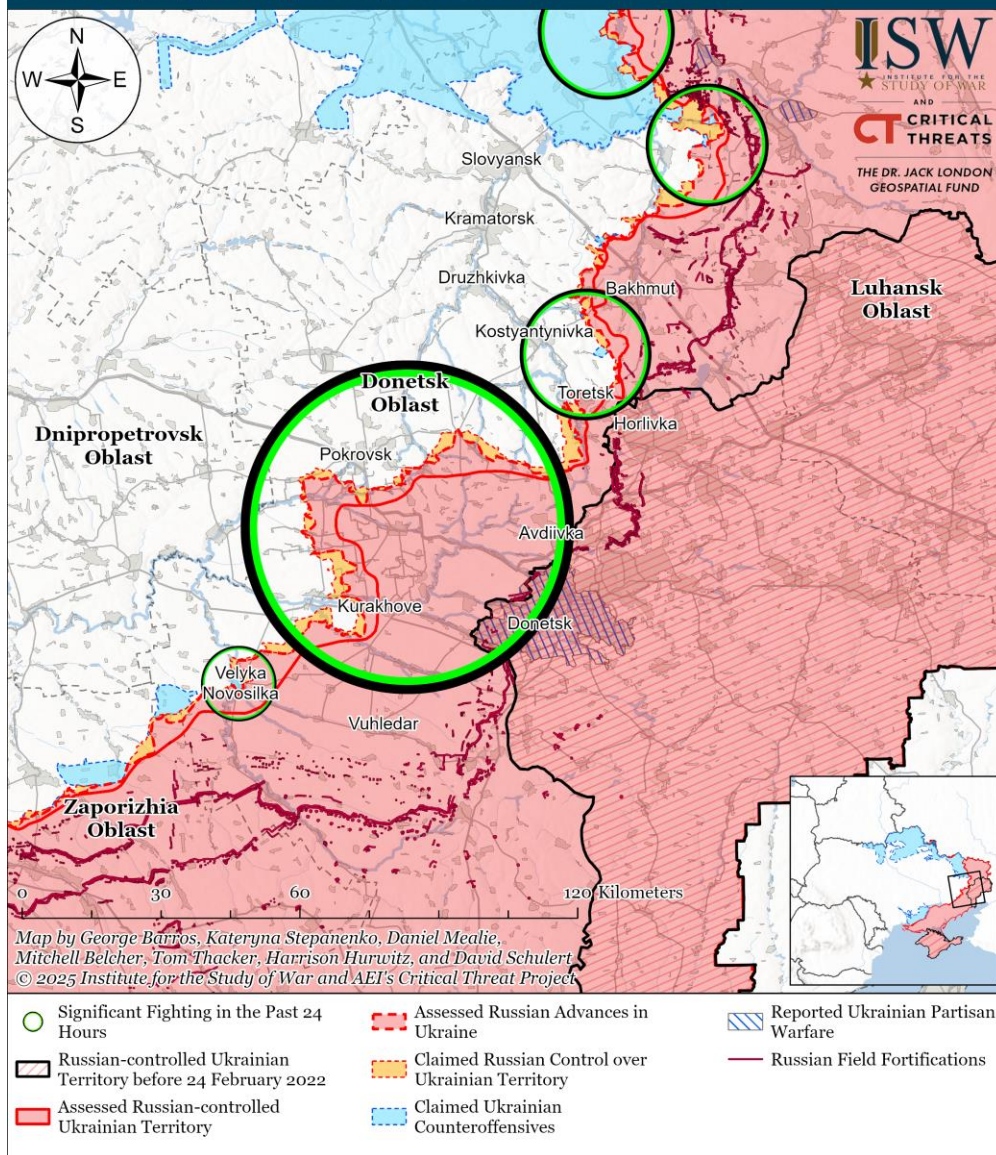 N
W E
S
ISW
INSTITUTE FOR THE
STUDY OF WAR
AND
CT CRITICAL
THREATS
THE DR. JACK LONDON
GEOSPATIAL FUND
Slovyansk
Kramatorsk
Druzhkivka
Bakhmut
Luhansk
Oblast
Kostyantynivka
Donetsk
Oblast
Toretsk
Horlivka
Dnipropetrovsk
Oblast
Pokrovsk
Avdiivka
Kurakhove
Donetsk
Velyka
Novosilka
Vuhledar
Zaporizhia
Oblast
0 30 60 120 Kilometers
Map by George Barros, Kateryna Stepanenko, Daniel Mealie,
Mitchell Belcher, Tom Thacker, Harrison Hurwitz, and David Schulert
© 2025 Institute for the Study of War and AEI's Critical Threat Project
Significant Fighting in the Past 24
Hours
Russian-controlled Ukrainian
Territory before 24 February 2022
Assessed Russian-controlled
Ukrainian Territory
Assessed Russian Advances in
Ukraine
Claimed Russian Control over
Ukrainian Territory
Claimed Ukrainian
Counteroffensives
Reported Ukrainian Partisan
Warfare
Russian Field Fortifications